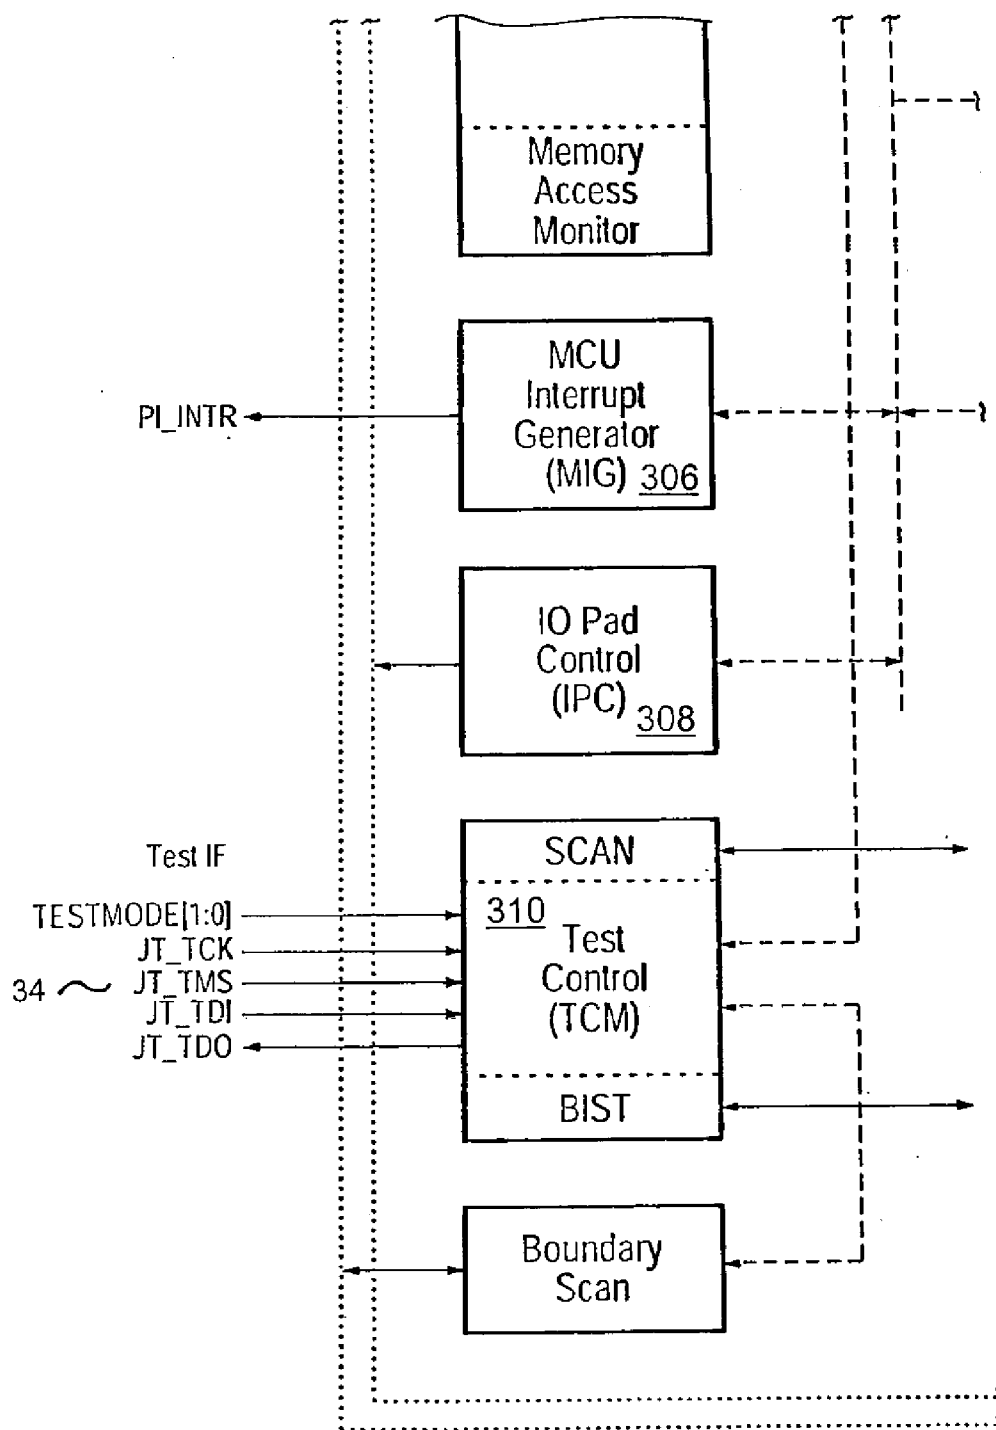 Memory
Access
Monitor
MCU
Interrupt
Generator
(MIG) 306
PI_INTR
IO Pad
Control
(IPC) 308
Test IF
TESTMODE[1:0]
JT_TCK
34 JT_TMS
JT_TDI
JT_TDO
SCAN
310
Test
Control
(TCM)
BIST
Boundary
Scan